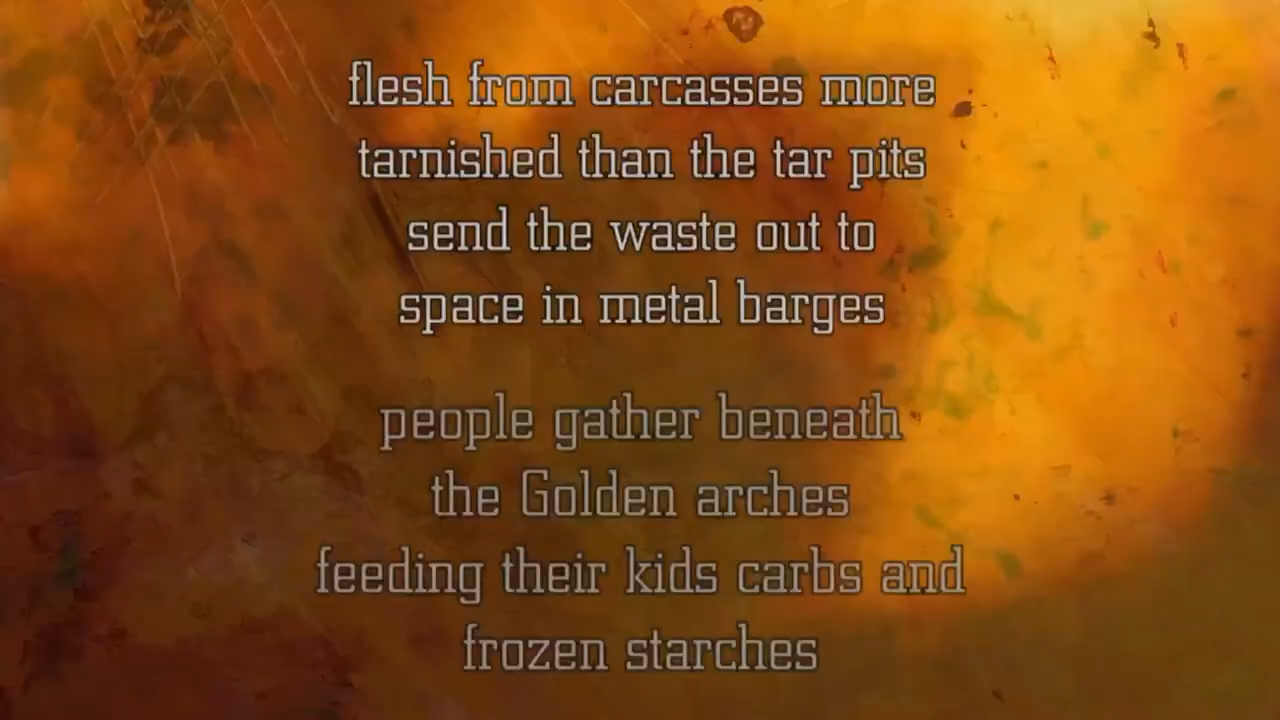 flesh from carcasses more
tarnished than the tar pits
send the waste out to
space in metal barges
people gather beneath
the Golden arches
feeding their kids carbs and
frozen starches